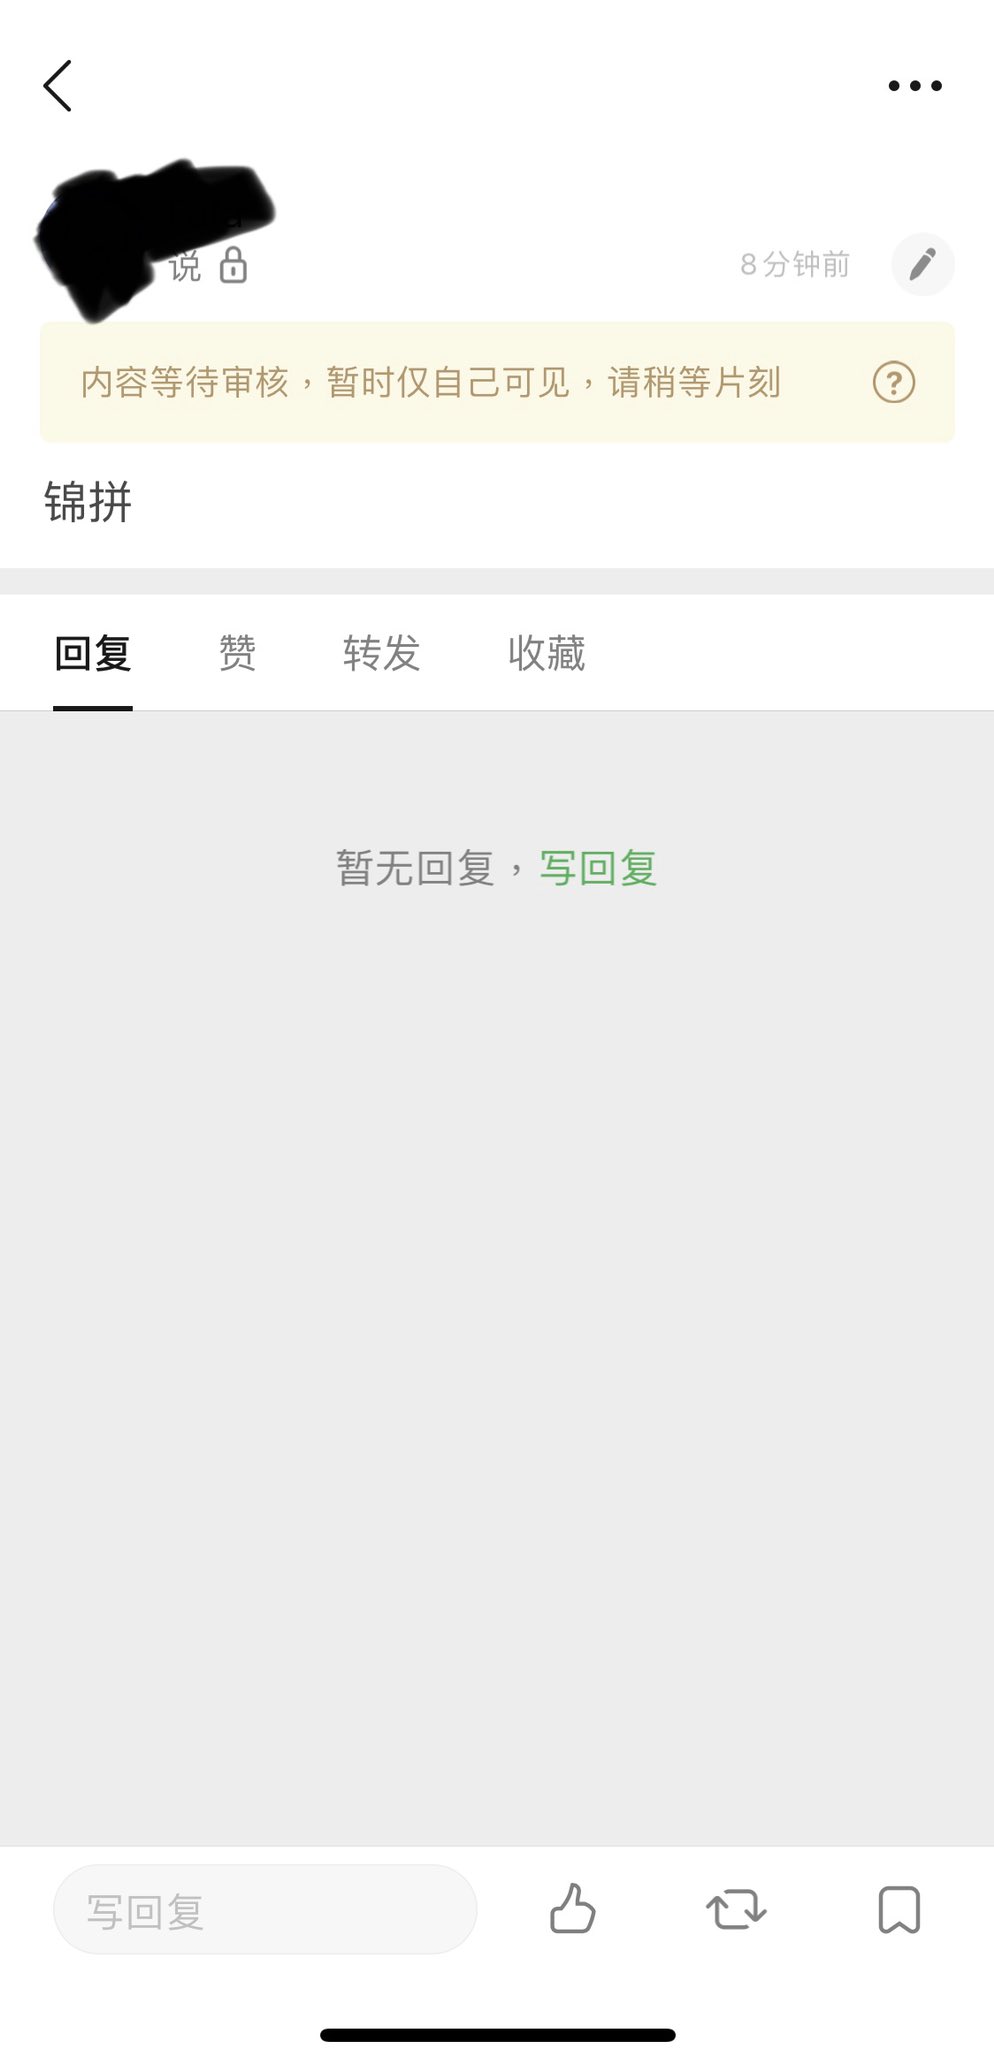 说
8分钟前
内容等待审核，暂时仅自己可见，请稍等片刻
锦拼
回复 赞 转发 收藏
暂无回复，写回复
写回复